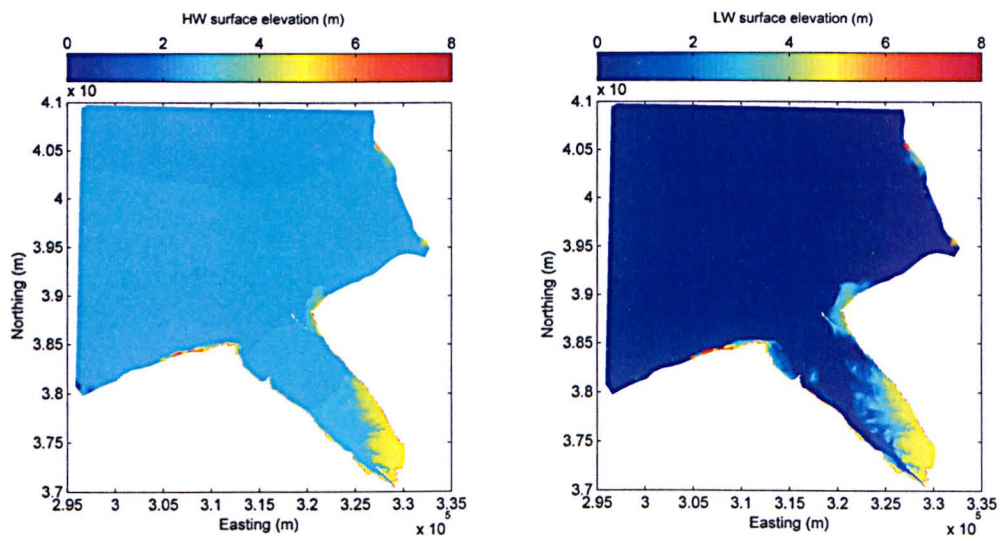 HW surface elevation (m)
0 2 4 6 8
x 10
4.1
4.05
4
3.95
3.9
3.85
3.8
3.75
3.7
Northing (m)
2.95 3 3.05 3.1 3.15 3.2 3.25 3.3 3.35
Easting (m)
x 10 5
LW surface elevation (m)
0 2 4 6 8
x 10
4.1
4.05
4
3.95
3.9
3.85
3.8
3.75
3.7
Northing (m)
2.95 3 3.05 3.1 3.15 3.2 3.25 3.3 3.35
Easting (m)
x 10 5